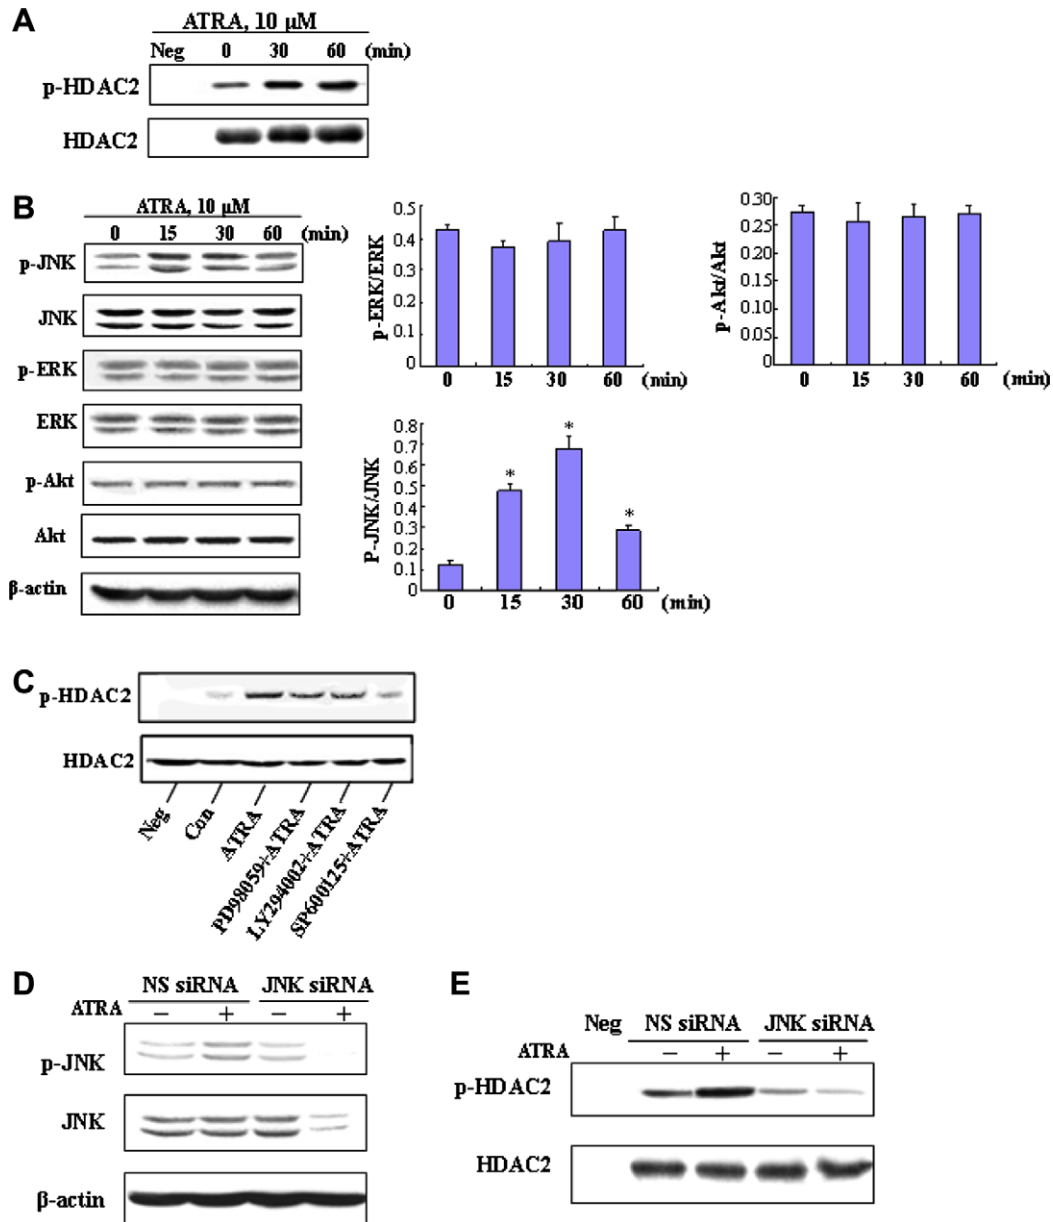 A
ATRA, 10 µM
Neg 0 30 60 (min)
p-HDAC2
HDAC2
B
ATRA, 10 µM
0 15 30 60 (min)
p-JNK
JNK
p-ERK
ERK
p-Akt
Akt
β-actin
p-ERK/ERK
0.5
0.4
0.3
0.2
0.1
0
0 15 30 60 (min)
p-Akt/Akt
0.30
0.25
0.20
0.15
0.10
0.05
0
0 15 30 60 (min)
P-JNK/JNK
0.8
0.7
0.6
0.5
0.4
0.3
0.2
0.1
0
* * *
0 15 30 60 (min)
C
p-HDAC2
HDAC2
Neg
Con
ATRA
PD98059+ATRA
LY294002+ATRA
SP600125+ATRA
D
NS siRNA JNK siRNA
ATRA − + − +
p-JNK
JNK
β-actin
E
Neg NS siRNA JNK siRNA
ATRA − + − +
p-HDAC2
HDAC2